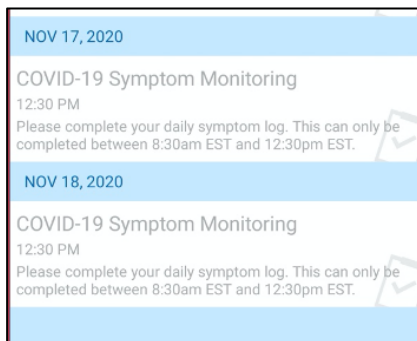 NOV 17, 2020
COVID-19 Symptom Monitoring
12:30 PM
Please complete your daily symptom log. This can only be
completed between 8:30am EST and 12:30pm EST.
NOV 18, 2020
COVID-19 Symptom Monitoring
12:30 PM
Please complete your daily symptom log. This can only be
completed between 8:30am EST and 12:30pm EST.